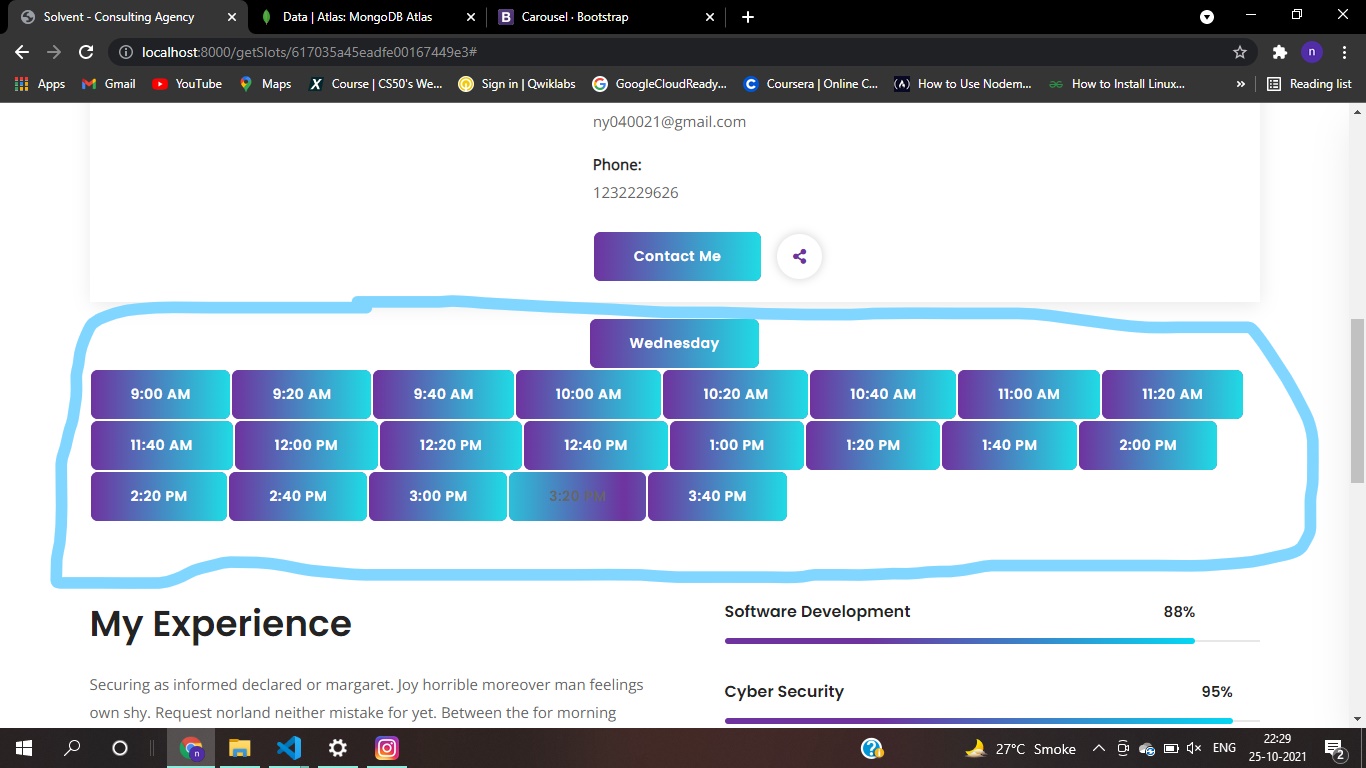 Solvent - Consulting Agency
Data | Atlas: MongoDB Atlas
B Carousel · Bootstrap
localhost:8000/getSlots/617035a45eadfe00167449e3#
n
Apps Gmail YouTube Maps X Course | CS50's We... Sign in | Qwiklabs G GoogleCloudReady... C Coursera | Online C... How to Use Nodem... How to Install Linux... » Reading list
ny040021@gmail.com
Phone:
1232229626
Contact Me
Wednesday
9:00 AM 9:20 AM 9:40 AM 10:00 AM 10:20 AM 10:40 AM 11:00 AM 11:20 AM
11:40 AM 12:00 PM 12:20 PM 12:40 PM 1:00 PM 1:20 PM 1:40 PM 2:00 PM
2:20 PM 2:40 PM 3:00 PM 3:20 PM 3:40 PM
My Experience
Securing as informed declared or margaret. Joy horrible moreover man feelings
own shy. Request norland neither mistake for yet. Between the for morning
Software Development 88%
Cyber Security 95%
n
27°C Smoke
ENG
22:29
25-10-2021
2